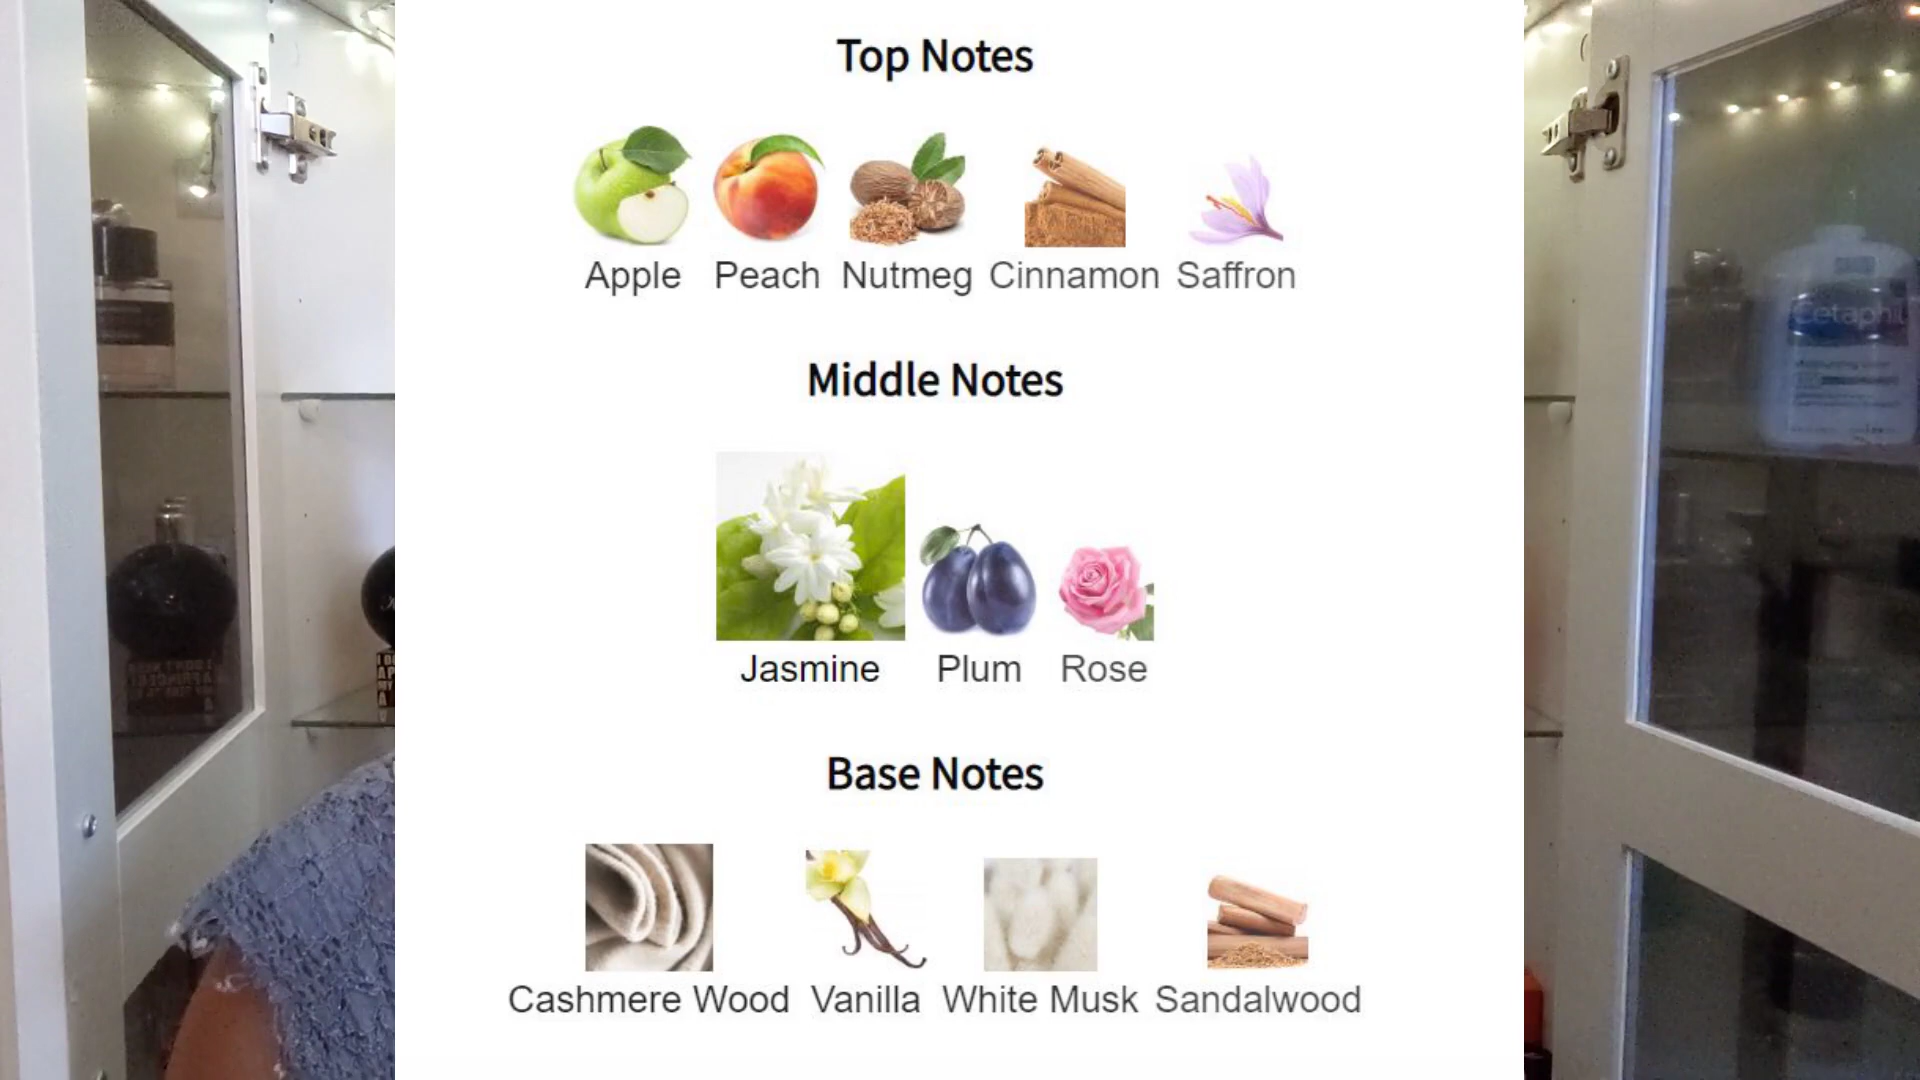 Top Notes
Apple Peach Nutmeg Cinnamon Saffron
Middle Notes
Jasmine Plum Rose
Base Notes
Cashmere Wood Vanilla White Musk Sandalwood
Cetaphil